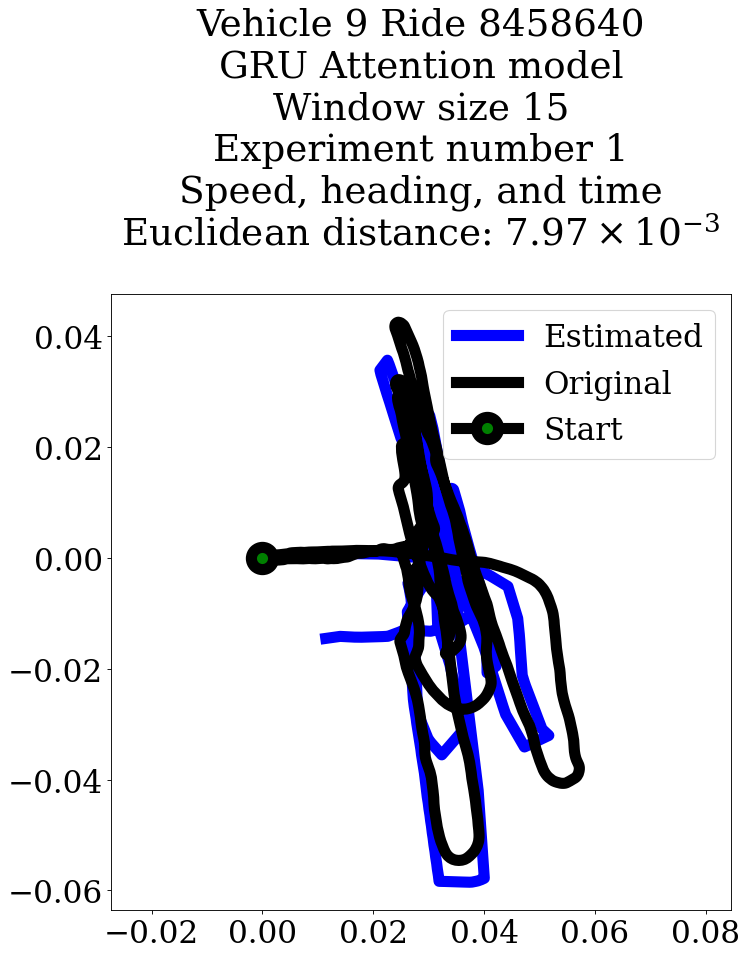 Vehicle 9 Ride 8458640
GRU Attention model
Window size 15
Experiment number 1
Speed, heading, and time
Euclidean distance: 7.97 × 10⁻³
Estimated
Original
Start
0.04
0.02
0.00
−0.02
−0.04
−0.06
−0.02 0.00 0.02 0.04 0.06 0.08